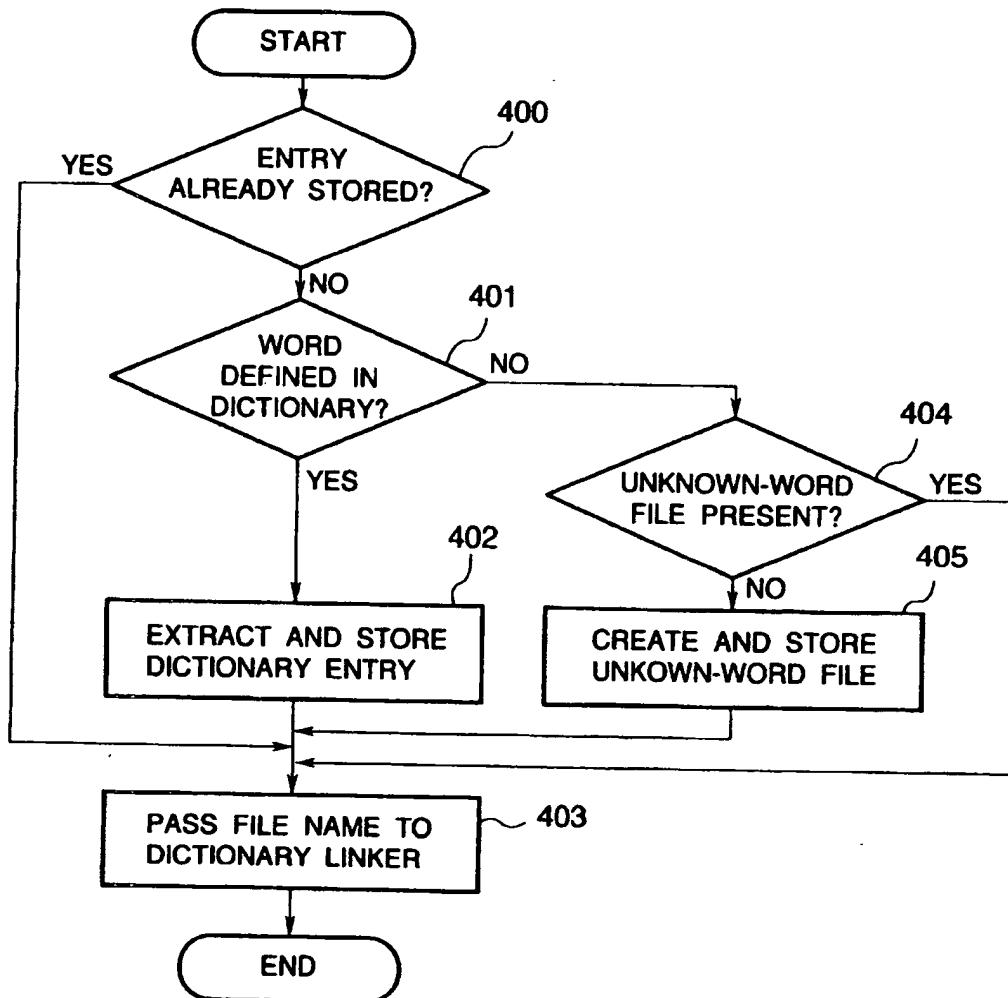 START
400
YES
ENTRY
ALREADY STORED?
NO
401
WORD
DEFINED IN
DICTIONARY?
NO
YES
404
UNKNOWN-WORD
FILE PRESENT?
YES
NO
402
EXTRACT AND STORE
DICTIONARY ENTRY
405
CREATE AND STORE
UNKOWN-WORD FILE
PASS FILE NAME TO
DICTIONARY LINKER
403
END